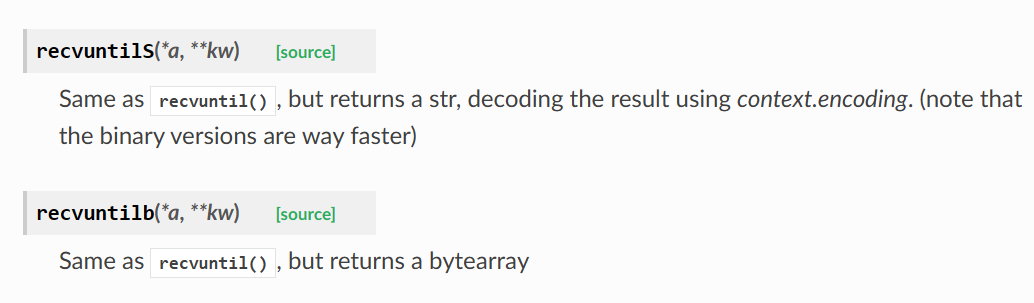 recvuntilS(*a, **kw) [source]
Same as recvuntil(), but returns a str, decoding the result using context.encoding. (note that
the binary versions are way faster)
recvuntilb(*a, **kw) [source]
Same as recvuntil(), but returns a bytearray